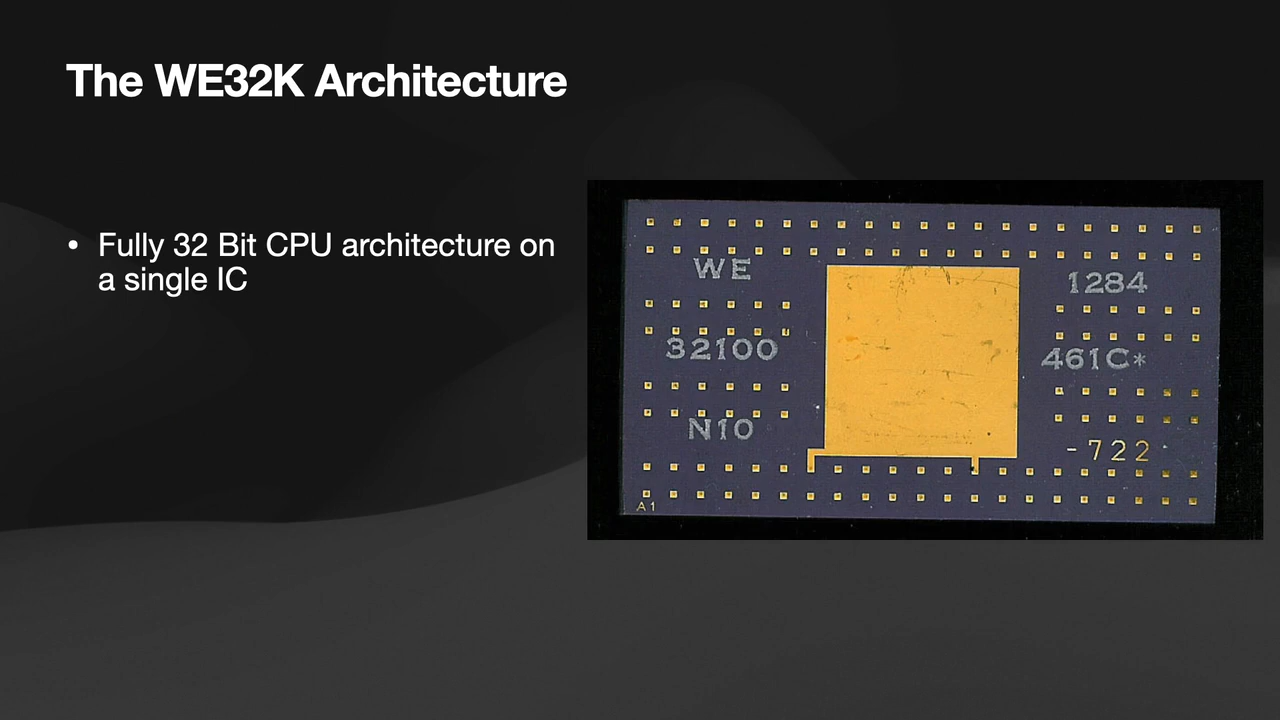 The WE32K Architecture
• Fully 32 Bit CPU architecture on
a single IC
WE
32100
N10
A1
1284
461C*
-722